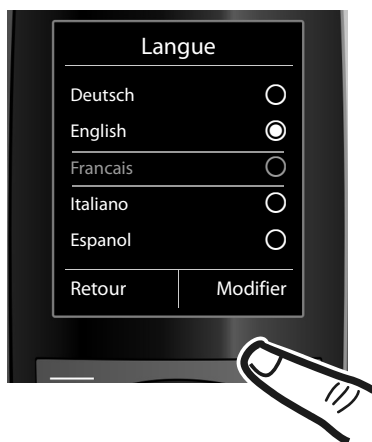 Langue
Deutsch
English
Francais
Italiano
Espanol
Retour Modifier